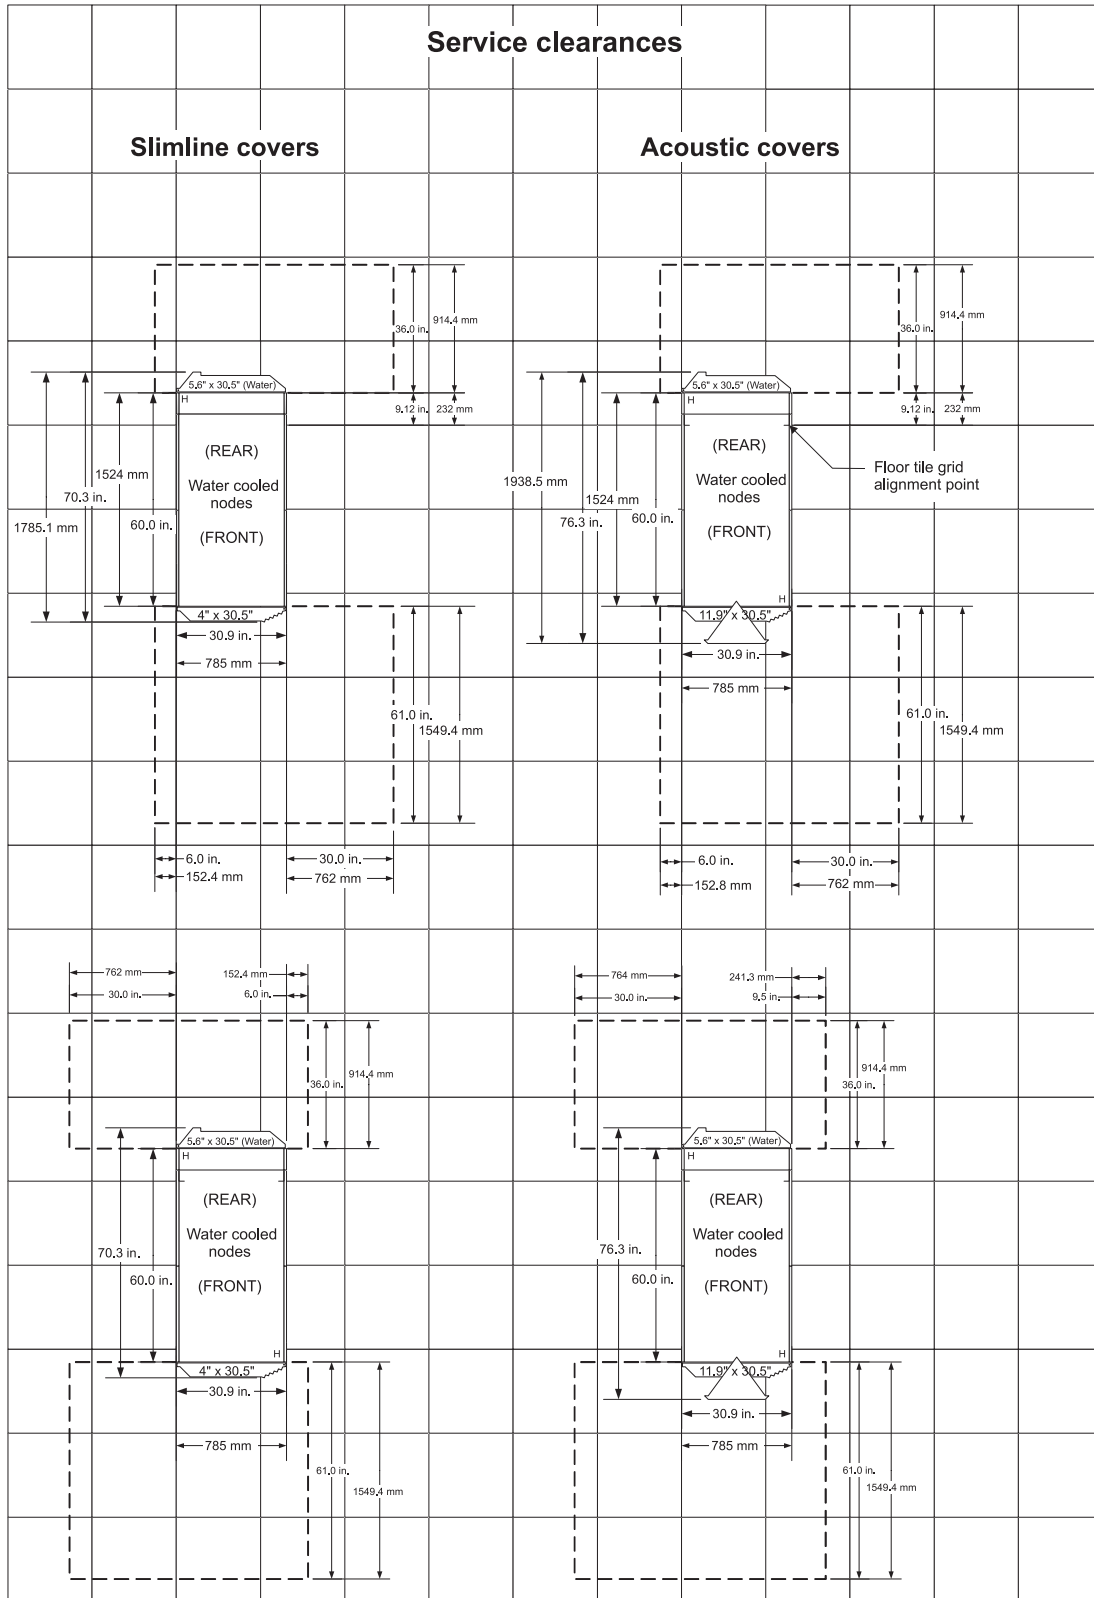 Service clearances
Slimline covers
Acoustic covers
36.0 in.
914.4 mm
5.6" x 30.5" (Water)
H
9.12 in.
232 mm
(REAR)
Water cooled
nodes
(FRONT)
1524 mm
70.3 in.
1785.1 mm
60.0 in.
4" x 30.5"
30.9 in.
785 mm
61.0 in.
1549.4 mm
6.0 in.
152.4 mm
30.0 in.
762 mm
36.0 in.
914.4 mm
5.6" x 30.5" (Water)
H
9.12 in.
232 mm
(REAR)
Water cooled
nodes
(FRONT)
Floor tile grid
alignment point
1938.5 mm
1524 mm
76.3 in.
60.0 in.
H
11.9" x 30.5"
30.9 in.
785 mm
61.0 in.
1549.4 mm
6.0 in.
152.8 mm
30.0 in.
762 mm
762 mm
152.4 mm
30.0 in.
6.0 in.
914.4 mm
36.0 in.
5.6" x 30.5" (Water)
H
(REAR)
Water cooled
nodes
(FRONT)
70.3 in.
60.0 in.
H
4" x 30.5"
30.9 in.
785 mm
61.0 in.
1549.4 mm
764 mm
241.3 mm
30.0 in.
9.5 in.
914.4 mm
36.0 in.
5.6" x 30.5" (Water)
H
(REAR)
Water cooled
nodes
(FRONT)
76.3 in.
60.0 in.
11.9" x 30.5"
30.9 in.
785 mm
61.0 in.
1549.4 mm